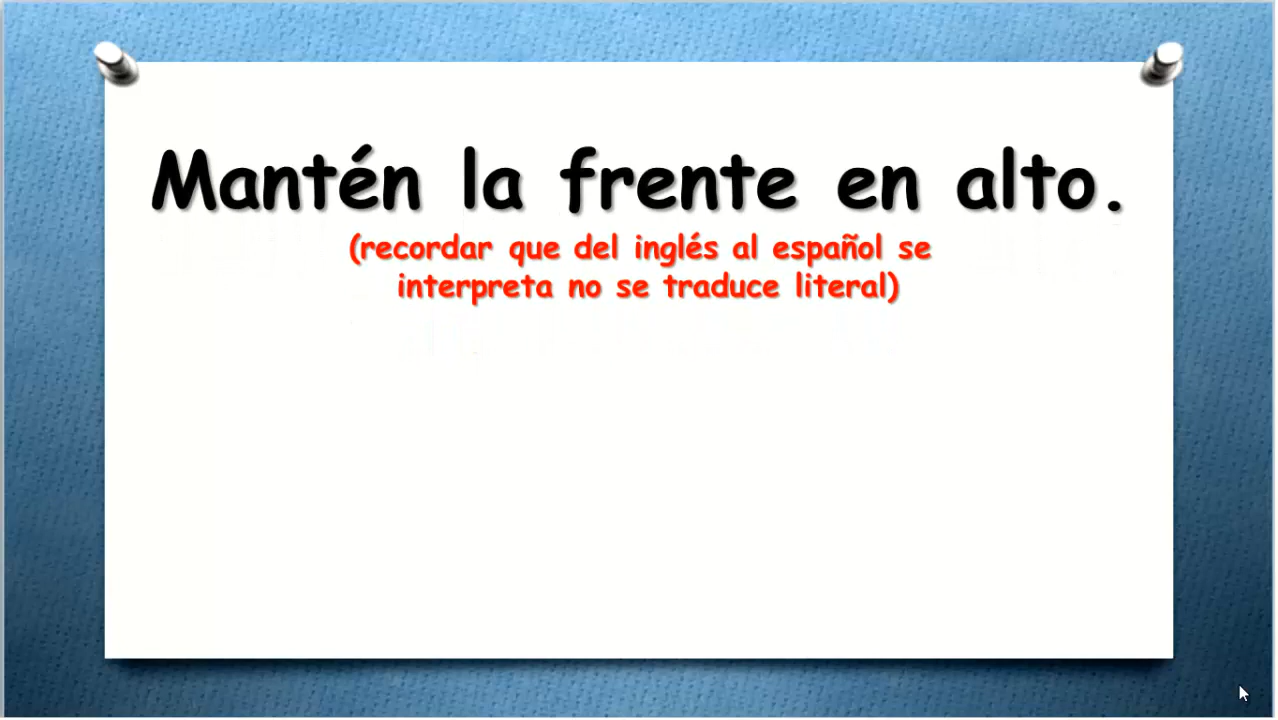 Mantén la frente en alto.
(recordar que del inglés al español se
interpreta no se traduce literal)